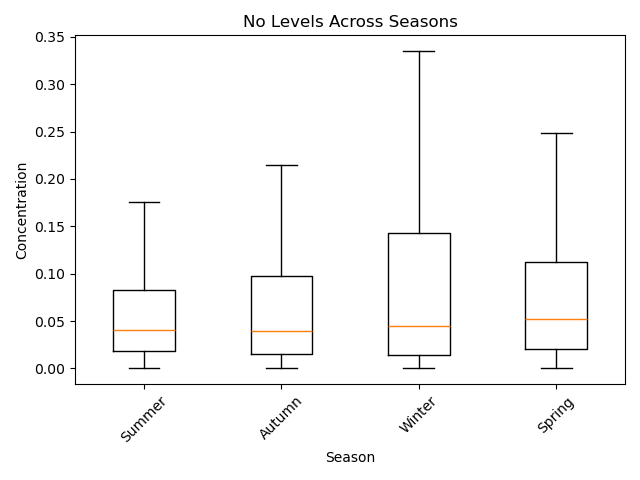 No Levels Across Seasons
Concentration
0.35
0.30
0.25
0.20
0.15
0.10
0.05
0.00
Summer
Autumn
Winter
Spring
Season